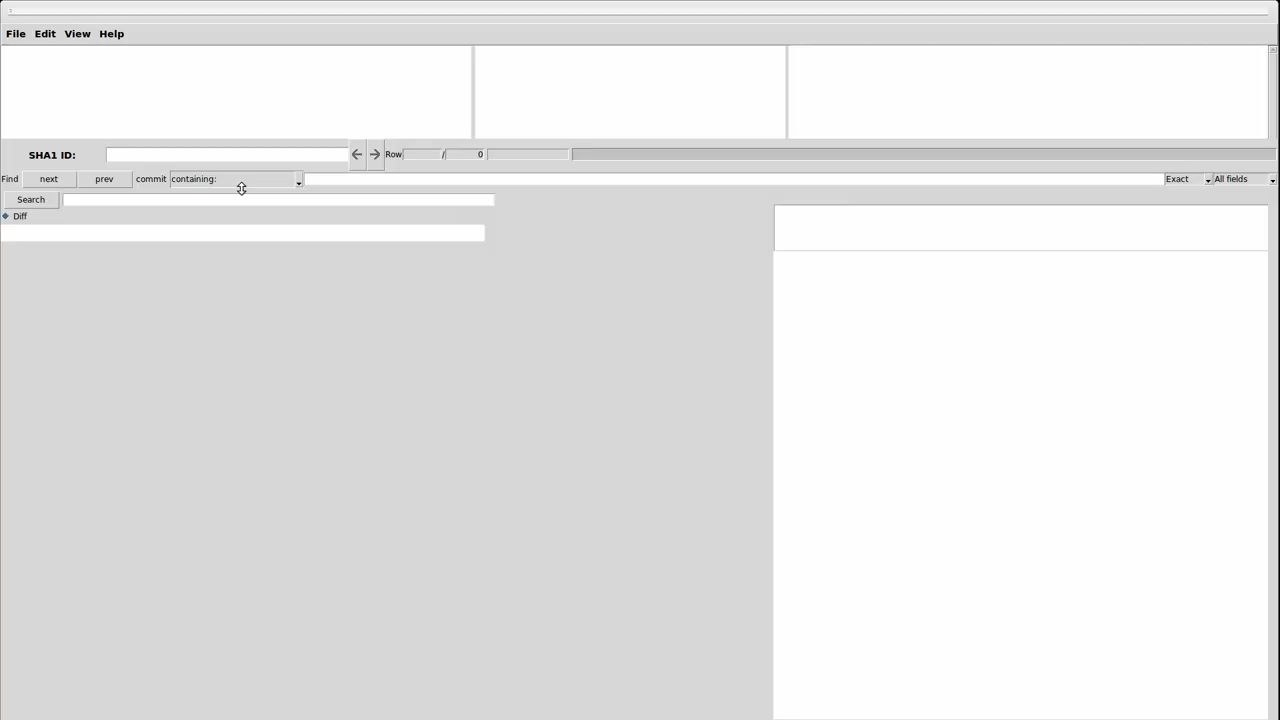 File Edit View Help
SHA1 ID: Row / 0
Find next prev commit containing: Exact All fields
Search
Diff